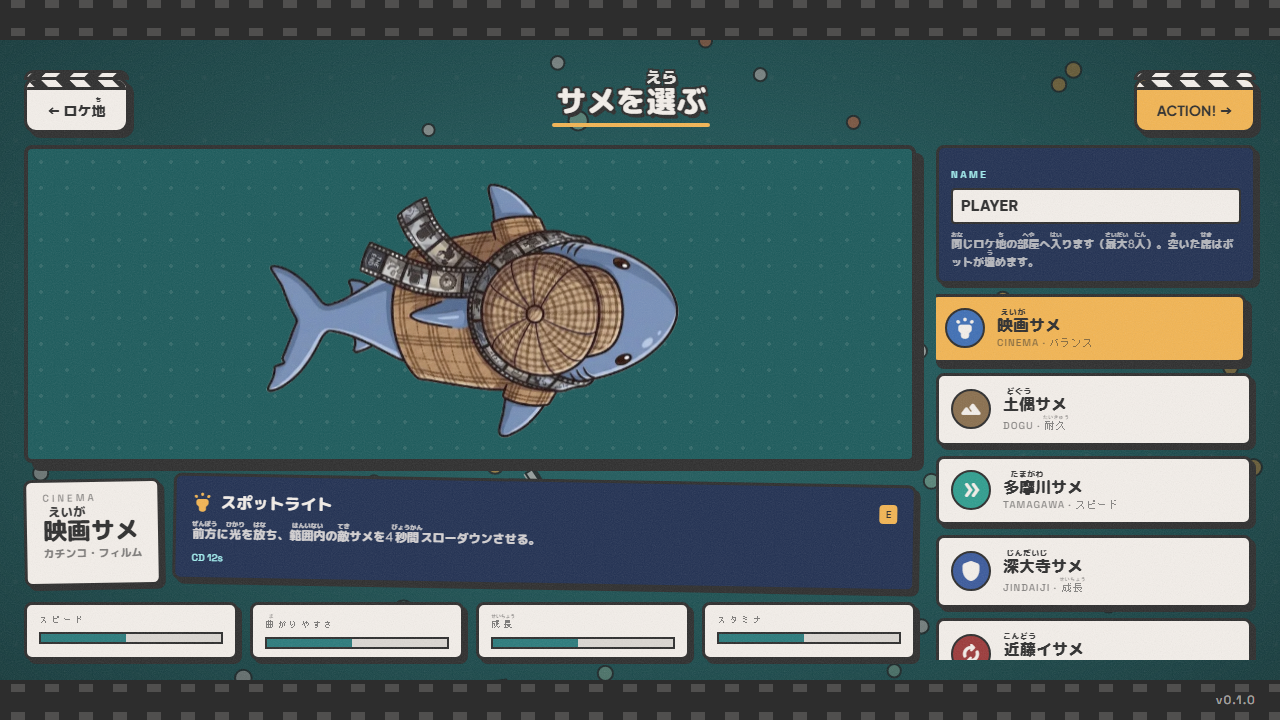 ← ロケ地
サメを選ぶ
ACTION! →
NAME
PLAYER
同じロケ地の部屋へ入ります（最大8人）。空いた席はボ
ットが埋めます。
映画サメ
CINEMA · バランス
土偶サメ
DOGU · 耐久
多摩川サメ
TAMAGAWA · スピード
深大寺サメ
JINDAIJI · 成長
近藤イサメ
CINEMA
映画サメ
カチンコ・フィルム
スポットライト
E
前方に光を放ち、範囲内の敵サメを4秒間スローダウンさせる。
CD 12s
スピード
曲がりやすさ
成長
スタミナ
v0.1.0